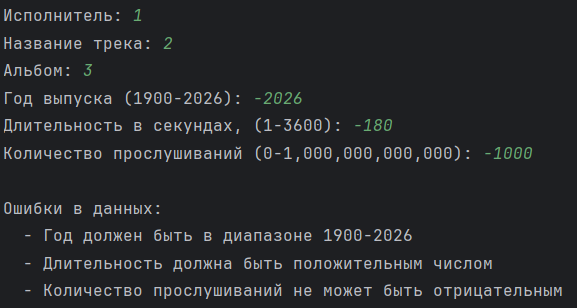 Исполнитель: 1
Название трека: 2
Альбом: 3
Год выпуска (1900-2026): -2026
Длительность в секундах, (1-3600): -180
Количество прослушиваний (0-1,000,000,000,000): -1000
Ошибки в данных:
- Год должен быть в диапазоне 1900-2026
- Длительность должна быть положительным числом
- Количество прослушиваний не может быть отрицательным